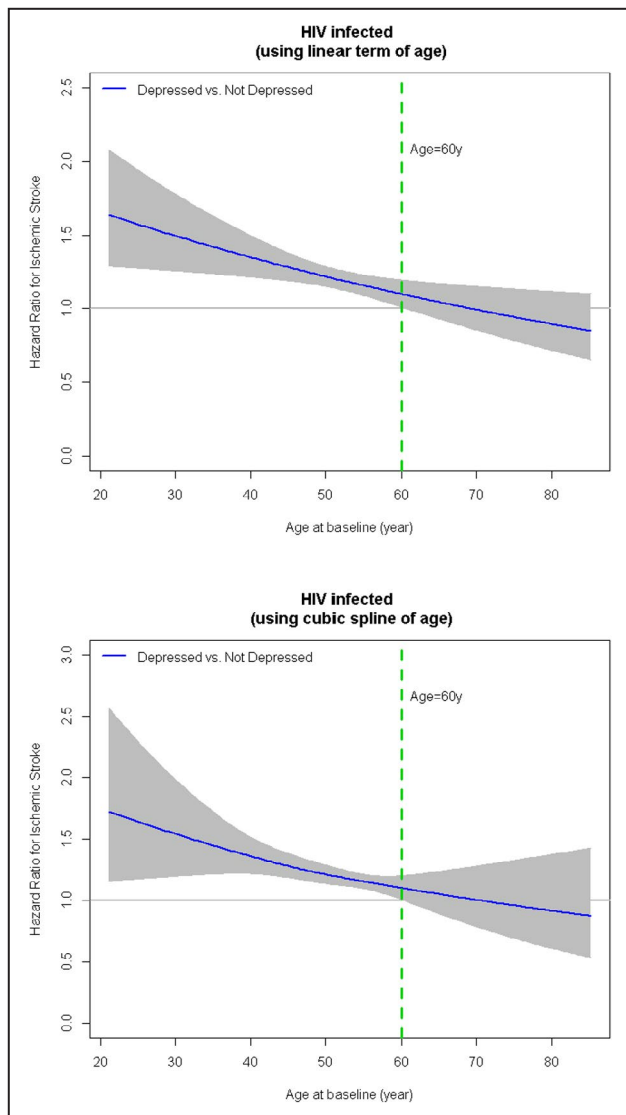 HIV infected
(using linear term of age)
Depressed vs. Not Depressed
Age=60y
Hazard Ratio for Ischemic Stroke
2.5
2.0
1.5
1.0
0.5
0.0
20 30 40 50 60 70 80
Age at baseline (year)
HIV infected
(using cubic spline of age)
Depressed vs. Not Depressed
Age=60y
Hazard Ratio for Ischemic Stroke
3.0
2.5
2.0
1.5
1.0
0.5
0.0
20 30 40 50 60 70 80
Age at baseline (year)